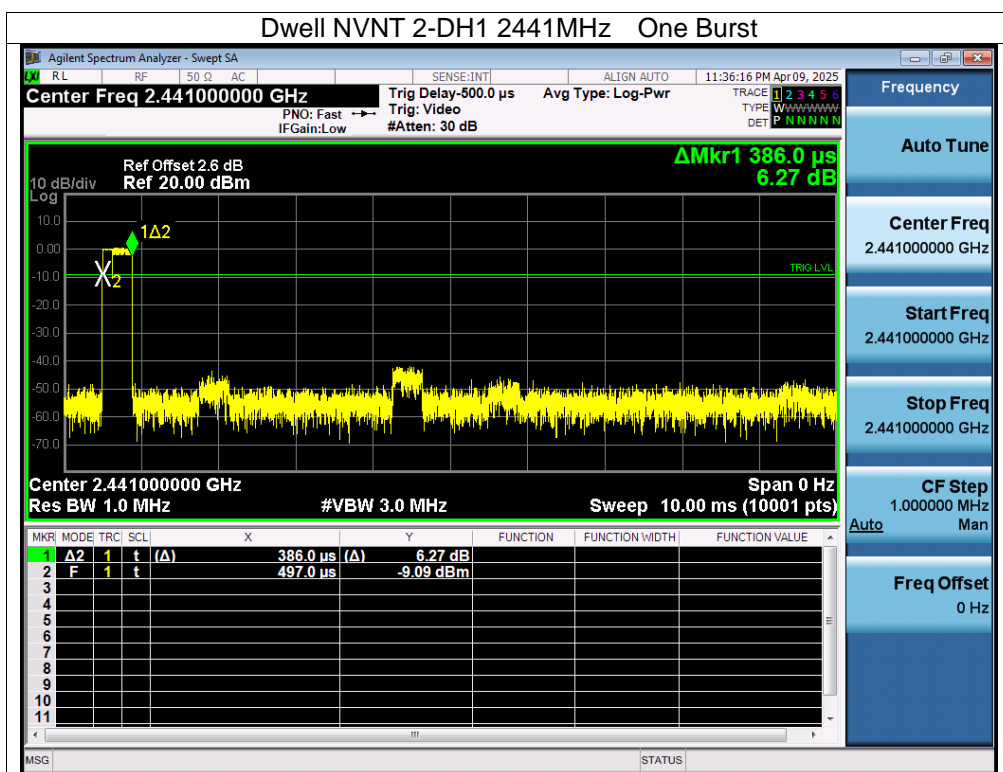 Dwell NVNT 2-DH1 2441MHz One Burst
Agilent Spectrum Analyzer - Swept SA
LXI RL RF 50 Ω AC SENSE:INT ALIGN AUTO 11:36:16 PM Apr 09, 2025
Center Freq 2.441000000 GHz
PNO: Fast
IFGain:Low
Trig Delay-500.0 µs
Trig: Video
#Atten: 30 dB
Avg Type: Log-Pwr
TRACE 1 2 3 4 5 6
TYPE WWWWWW
DET P N N N N N
Frequency
Auto Tune
Center Freq
2.441000000 GHz
Start Freq
2.441000000 GHz
Stop Freq
2.441000000 GHz
CF Step
1.000000 MHz
Auto Man
Freq Offset
0 Hz
ΔMkr1 386.0 µs
6.27 dB
Ref Offset 2.6 dB
10 dB/div Ref 20.00 dBm
Log
10.0
0.00
-10.0
-20.0
-30.0
-40.0
-50.0
-60.0
-70.0
1Δ2
2
TRIG LVL
Center 2.441000000 GHz Span 0 Hz
Res BW 1.0 MHz #VBW 3.0 MHz Sweep 10.00 ms (10001 pts)
MKR MODE TRC SCL X Y FUNCTION FUNCTION WIDTH FUNCTION VALUE
1 Δ2 1 t (Δ) 386.0 µs (Δ) 6.27 dB
2 F 1 t 497.0 µs -9.09 dBm
3
4
5
6
7
8
9
10
11
MSG STATUS